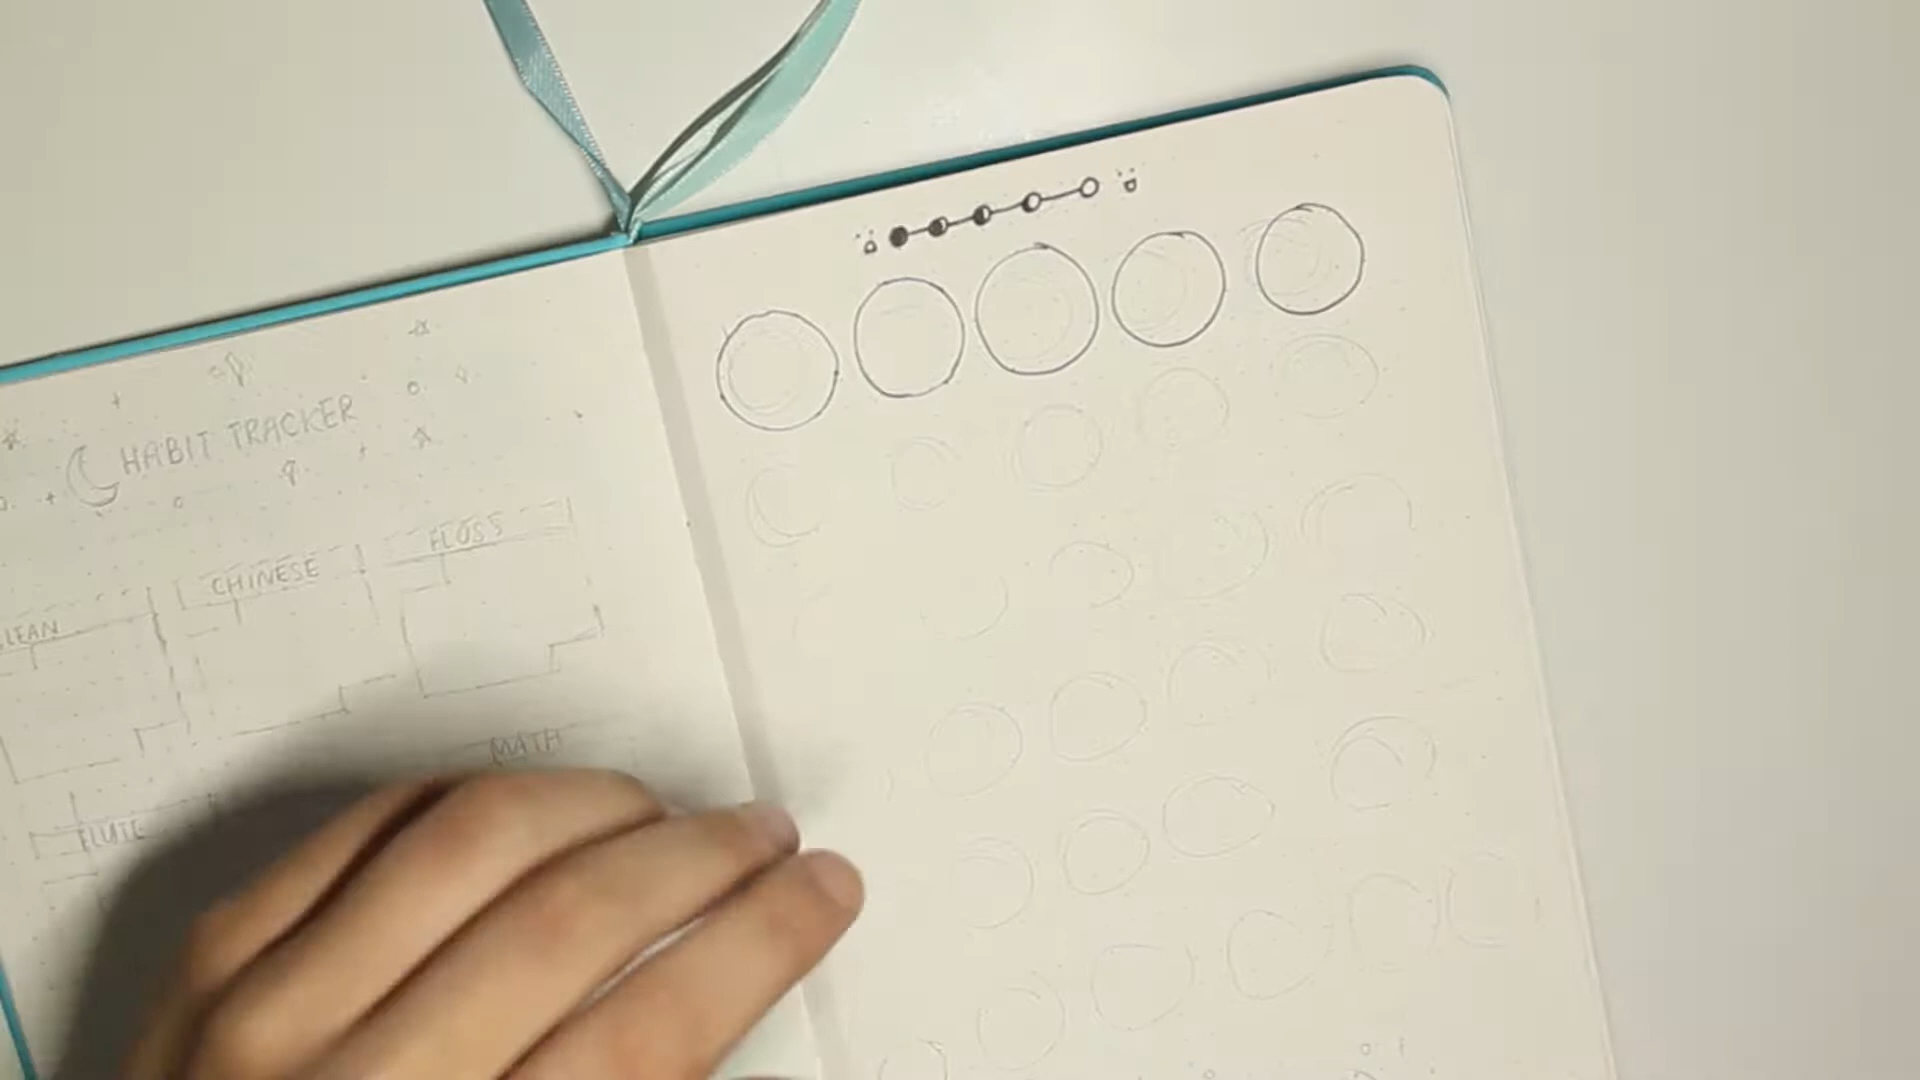 HABIT TRACKER
LEAN
CHINESE
FLOSS
MATH
FLUTE